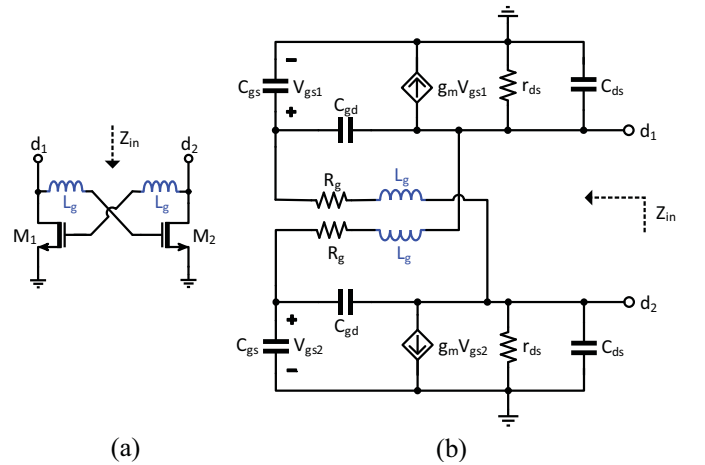 d1 Zin d2
Lg Lg
M1 M2
(a)
Cgs Vgs1 gmVgs1 rds Cds
− +
Cgd
d1
Rg Lg
Rg Lg
Zin
Cgd
d2
+ −
Cgs Vgs2 gmVgs2 rds Cds
(b)